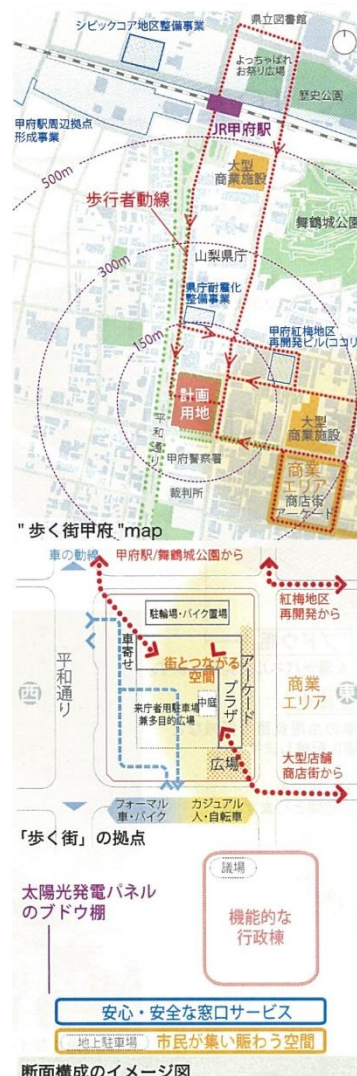 県立図書館
シビックコア地区整備事業
よっちゃばれ
お祭り広場
歴史公園
JR甲府駅
甲府駅周辺拠点
形成事業
大型
商業施設
500m
歩行者動線
舞鶴城公園
山梨県庁
300m
県庁耐震化
整備事業
甲府紅梅地区
再開発ビル(ココリ)
150m
計画
用地
大型
商業施設
平和通り
甲府警察署
商業
エリア
裁判所
商店街
アーケード
"歩く街甲府"map
車の動線
甲府駅/舞鶴城公園から
駐輪場・バイク置場
紅梅地区
再開発から
車寄せ
街とつながる
空間
アーケード
平和通り
西
来庁者用駐車場
兼多目的広場
中庭
プラザ
商業
エリア
東
広場
大型店舗
商店街から
フォーマル
車・バイク
カジュアル
人・自転車
「歩く街」の拠点
議場
太陽光発電パネル
のブドウ棚
機能的な
行政棟
安心・安全な窓口サービス
地上駐車場
市民が集い賑わう空間
断面構成のイメージ図